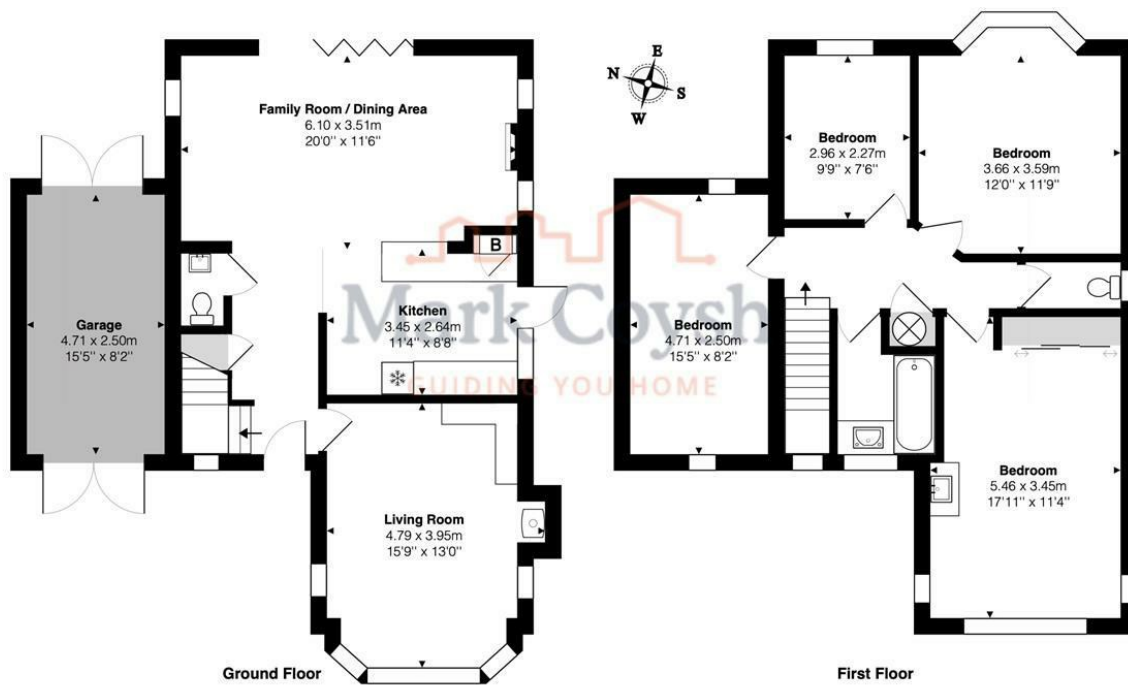 Family Room / Dining Area
6.10 x 3.51m
20'0" x 11'6"
N
E
S
W
Bedroom
2.96 x 2.27m
9'9" x 7'6"
Bedroom
3.66 x 3.59m
12'0" x 11'9"
B
Mark Coysh
GUIDING YOU HOME
Garage
4.71 x 2.50m
15'5" x 8'2"
Kitchen
3.45 x 2.64m
11'4" x 8'8"
Bedroom
4.71 x 2.50m
15'5" x 8'2"
Living Room
4.79 x 3.95m
15'9" x 13'0"
Bedroom
5.46 x 3.45m
17'11" x 11'4"
Ground Floor
First Floor